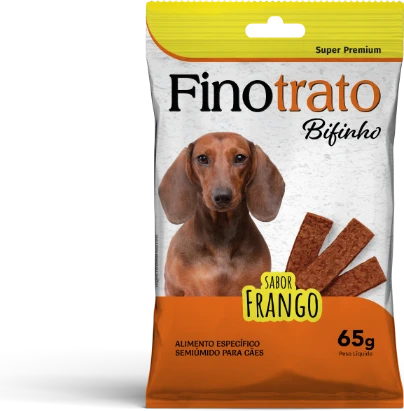 Super Premium
Finotrato
Bifinho
SABOR
FRANGO
ALIMENTO ESPECÍFICO
SEMIÚMIDO PARA CÃES
65g
Peso Líquido